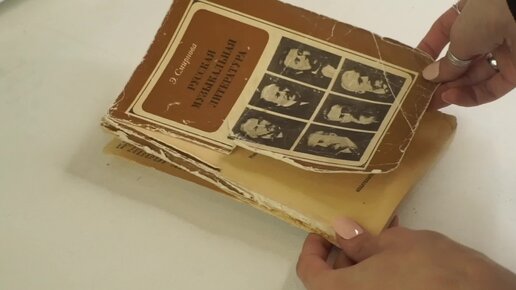 Э. Смирнова
РУССКАЯ
МУЗЫКАЛЬНАЯ
ЛИТЕРАТУРА